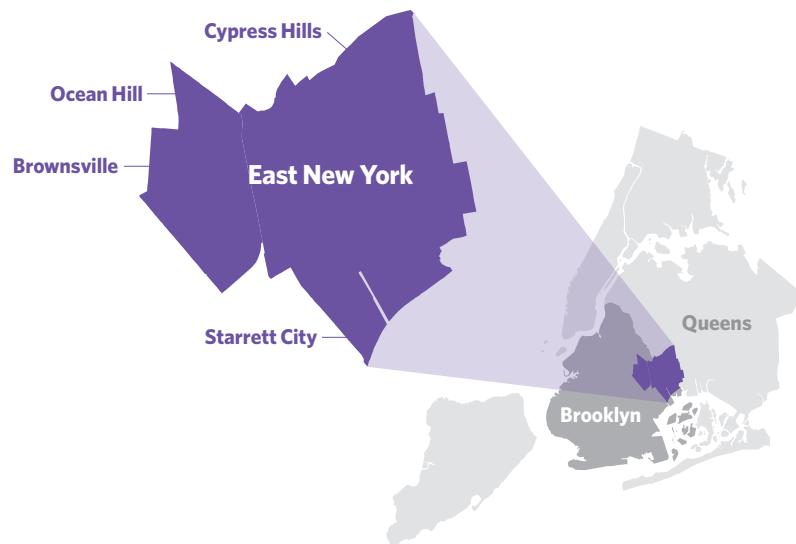 Cypress Hills
Ocean Hill
Brownsville
East New York
Starrett City
Queens
Brooklyn